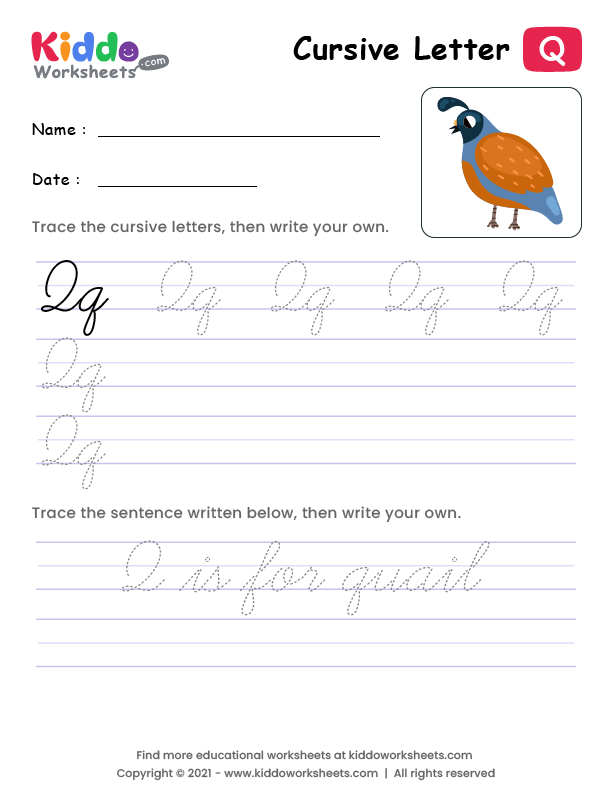 Kiddo
Worksheets .com
Cursive Letter Q
Name :
Date :
Trace the cursive letters, then write your own.
Qq Qq Qq Qq Qq
Qq
Qq
Trace the sentence written below, then write your own.
Q is for quail
Find more educational worksheets at kiddoworksheets.com
Copyright © 2021 - www.kiddoworksheets.com | All rights reserved